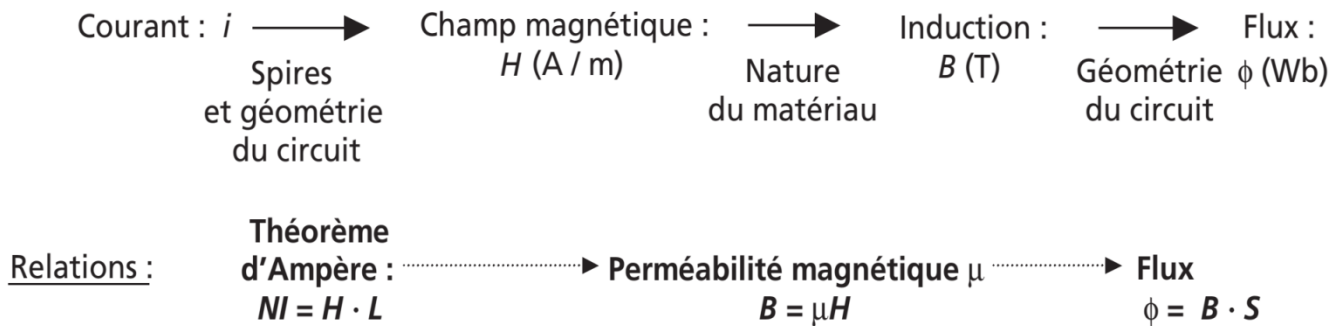 Courant : i Champ magnétique : Induction : Flux :
H (A / m) B (T) ϕ (Wb)
Spires Nature Géométrie
et géométrie du matériau du circuit
du circuit
Théorème
Relations : d'Ampère : Perméabilité magnétique μ Flux
NI = H · L B = μH ϕ = B · S